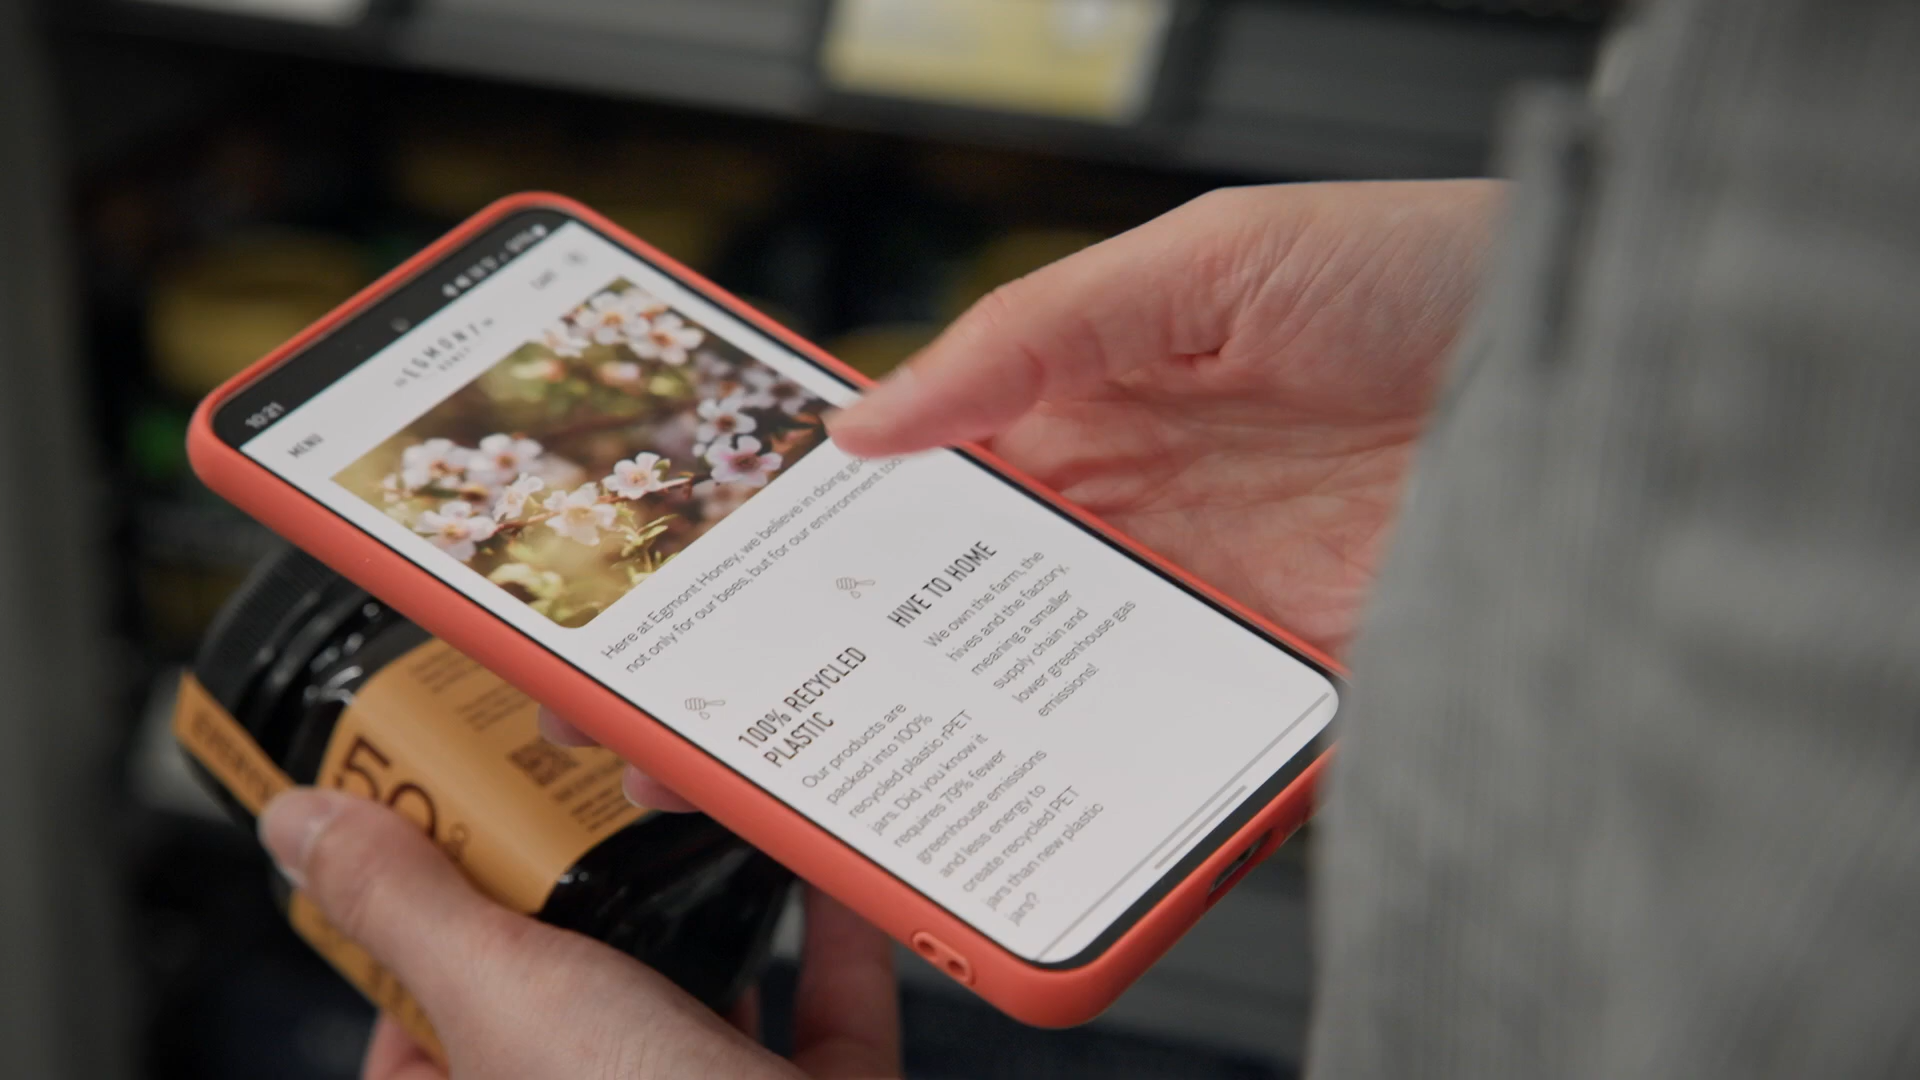 10:21
MENU
EGMONT
HONEY
Here at Egmont Honey, we believe in doing
not only for our bees, but for our environment too.
100% RECYCLED
PLASTIC
Our products are
packed into 100%
recycled plastic rPET
jars. Did you know it
requires 79% fewer
greenhouse emissions
and less energy to
create recycled PET
jars than new plastic
jars?
HIVE TO HOME
We own the farm, the
hives and the factory,
meaning a smaller
supply chain and
lower greenhouse gas
emissions!